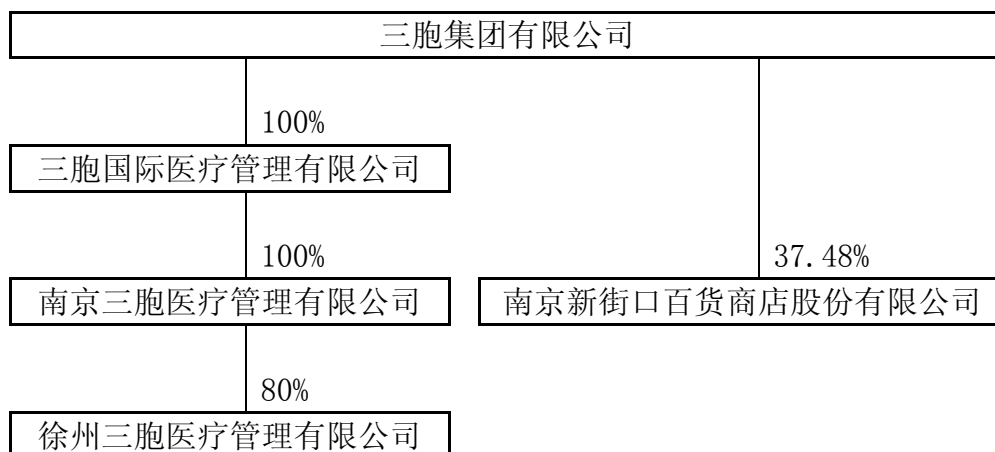 三胞集团有限公司
100%
三胞国际医疗管理有限公司
100%
37.48%
南京三胞医疗管理有限公司
南京新街口百货商店股份有限公司
80%
徐州三胞医疗管理有限公司